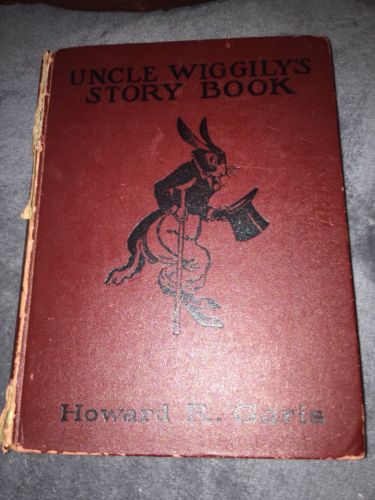 UNCLE WIGGILY'S
STORY BOOK
Howard R. Garis